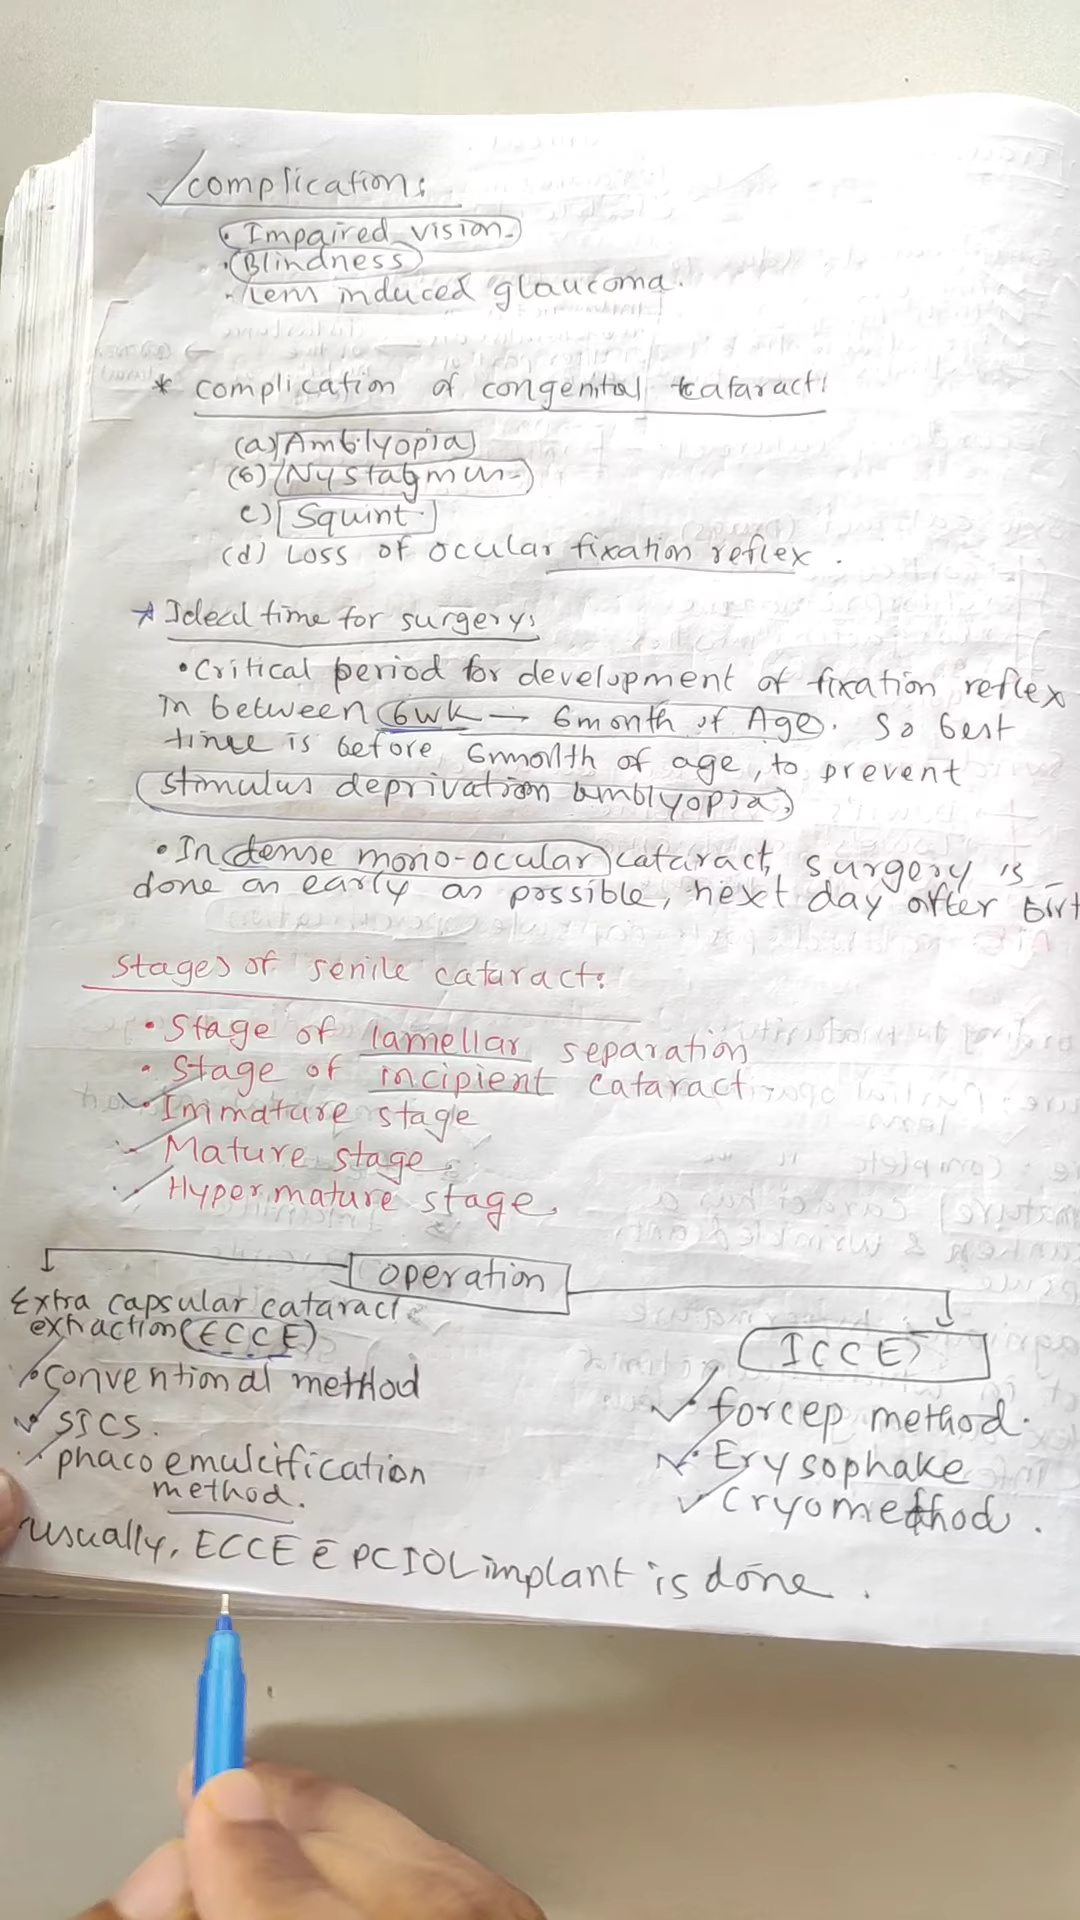 complication:
• Impaired vision.
• Blindness
• Lens induced glaucoma.
* complication of congenital cataract:
(a) Amblyopia
(b) Nystagmus
c) Squint.
(d) Loss of ocular fixation reflex.
* Ideal time for surgery:
• Critical period for development of fixation reflex
in between 6wk — 6month of Age. So best
time is before 6month of age, to prevent
stimulus deprivation amblyopia,
• In dense mono-ocular cataract, surgery is
done as early as possible, next day after birt
Stages of senile cataract:
• Stage of lamellar separation
• Stage of incipient cataract
• Immature stage
• Mature stage
• Hypermature stage.
operation
Extra capsular cataract
extraction (ECCE)
• conventional method
• SICS.
• phacoemulcification
method.
ICCE
• forcep method.
• Erysophake
• Cryomethod.
usually, ECCE c̄ PCIOL implant is done.